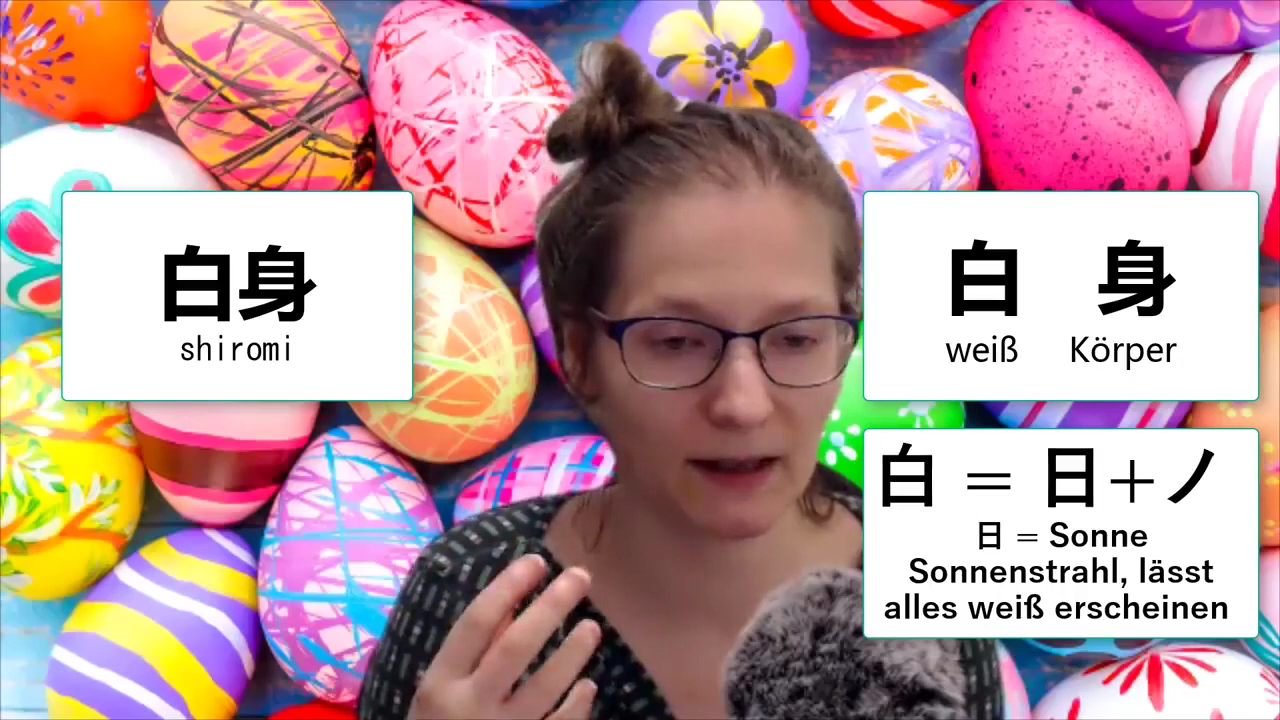 白身
shiromi
白 身
weiß Körper
白 = 日+ノ
日 = Sonne
Sonnenstrahl, lässt
alles weiß erscheinen